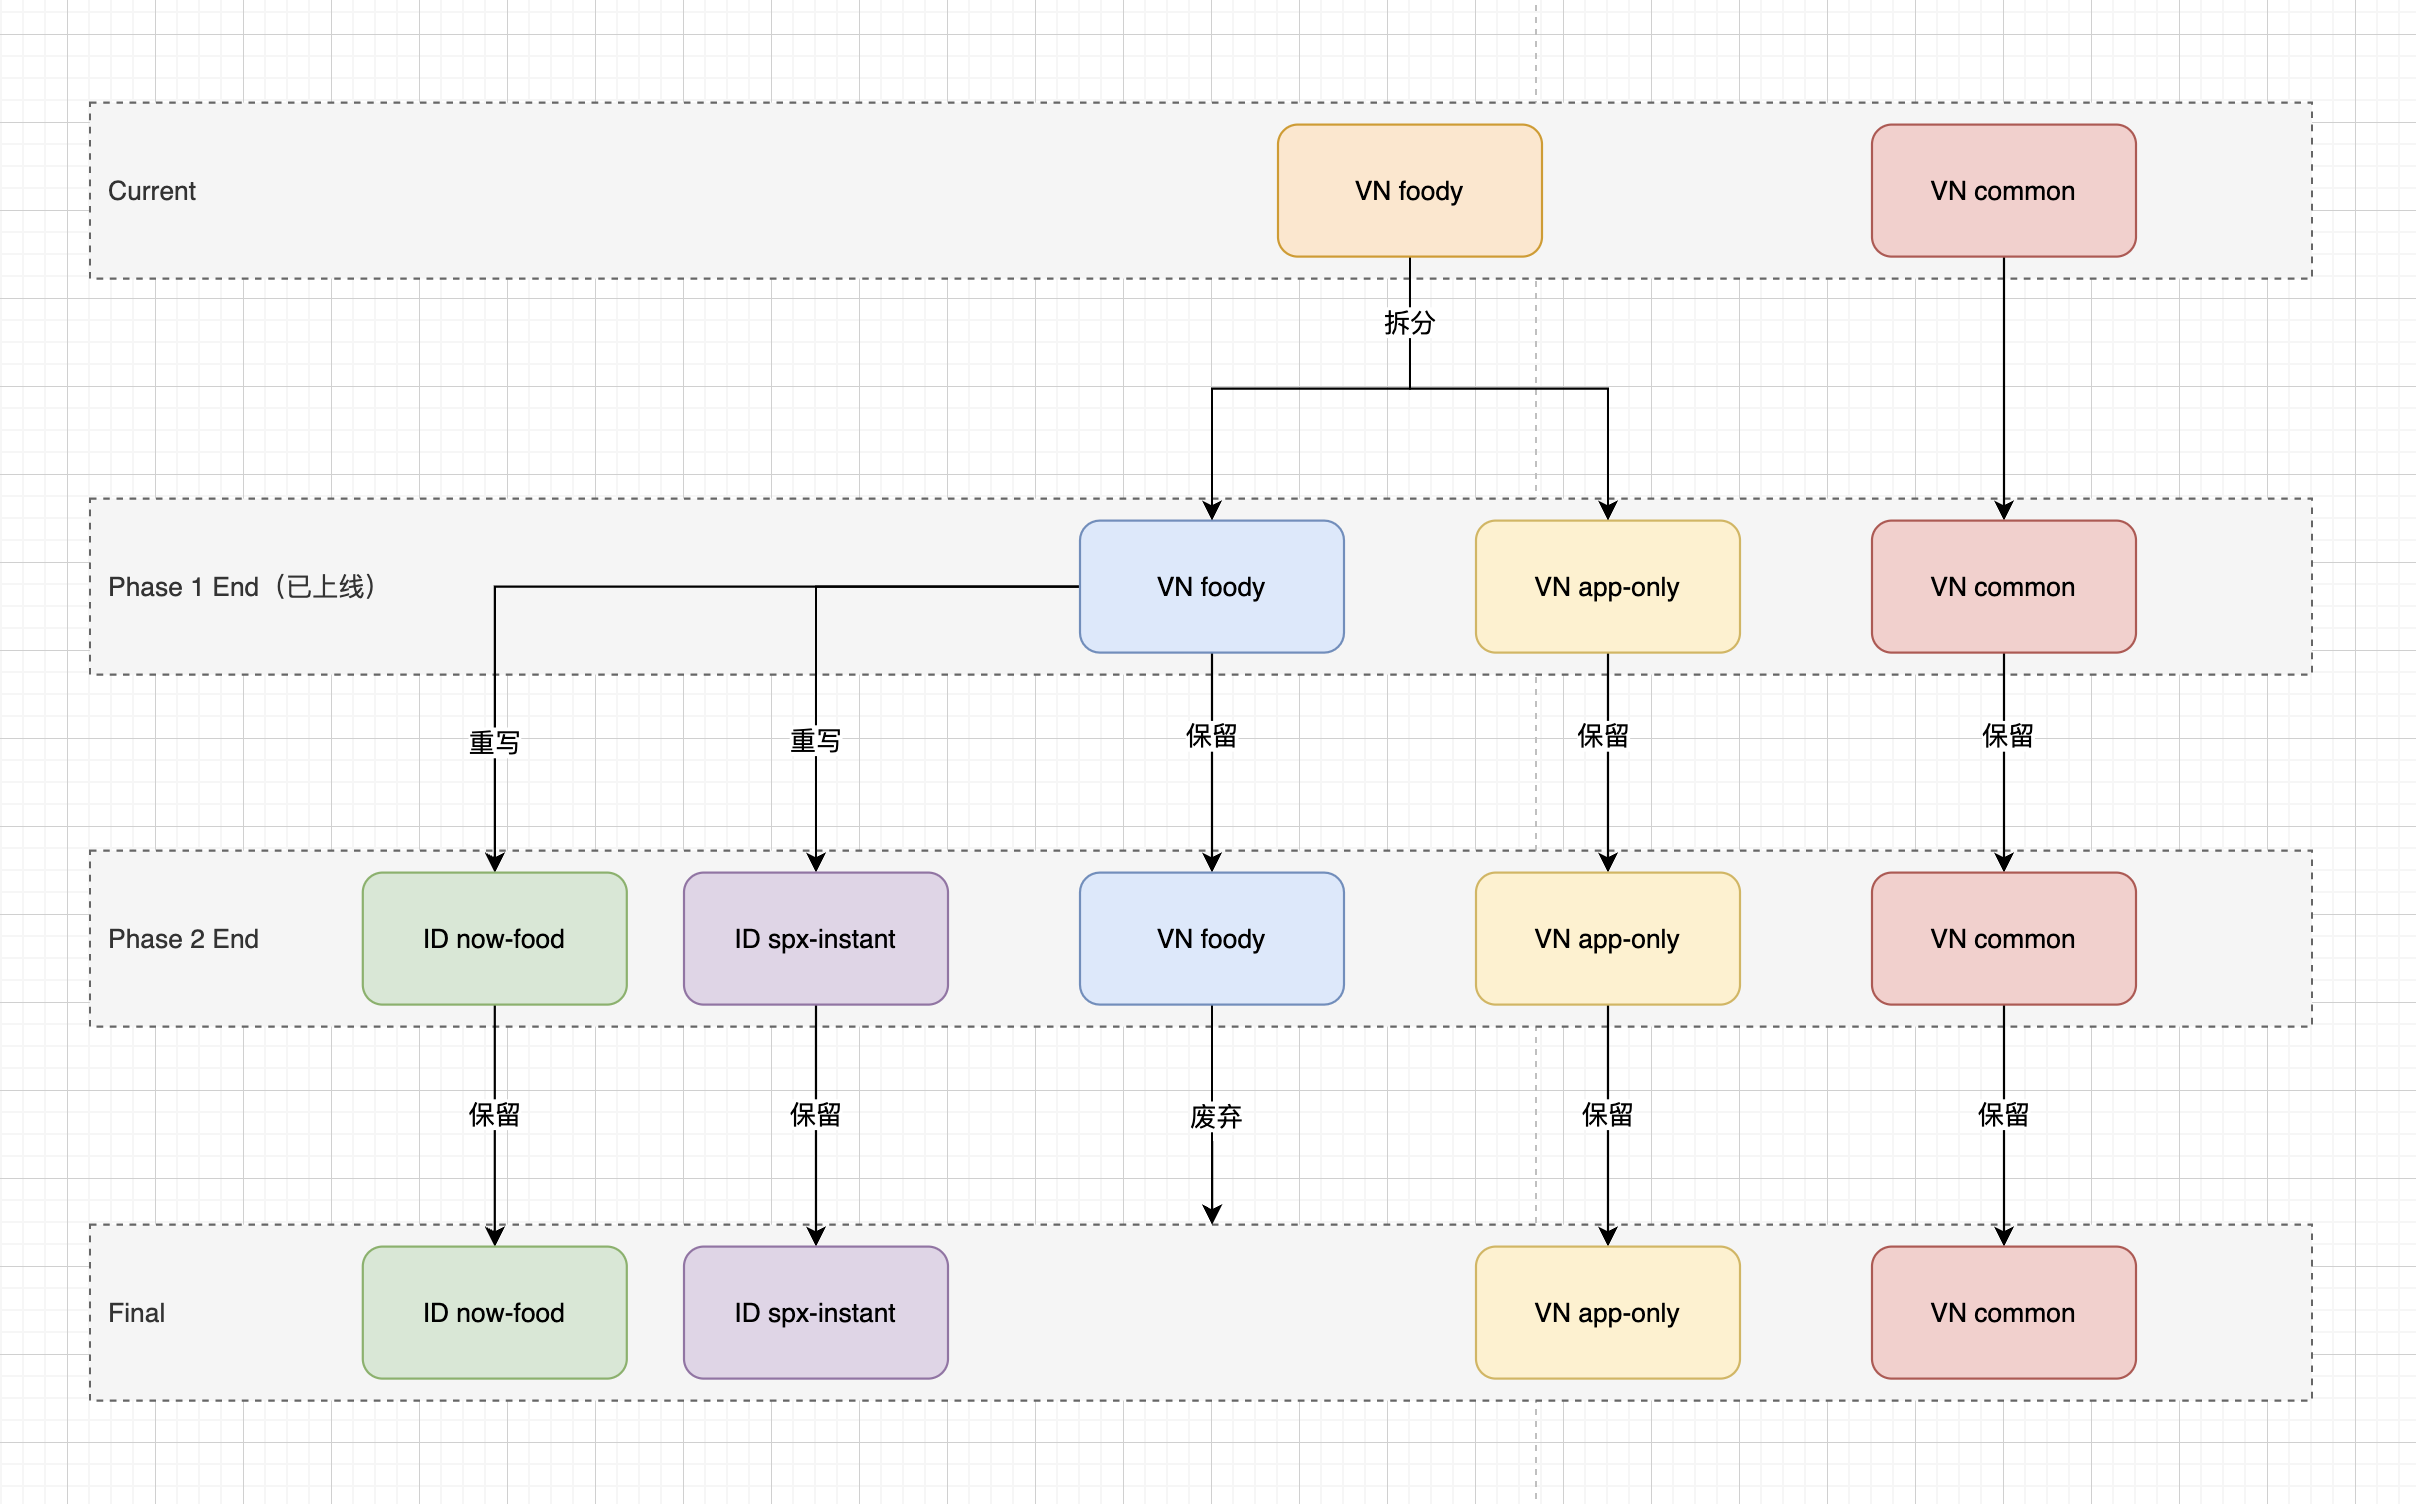 Current
VN foody
VN common
拆分
Phase 1 End（已上线）
VN foody
VN app-only
VN common
重写
重写
保留
保留
保留
Phase 2 End
ID now-food
ID spx-instant
VN foody
VN app-only
VN common
保留
保留
废弃
保留
保留
Final
ID now-food
ID spx-instant
VN app-only
VN common